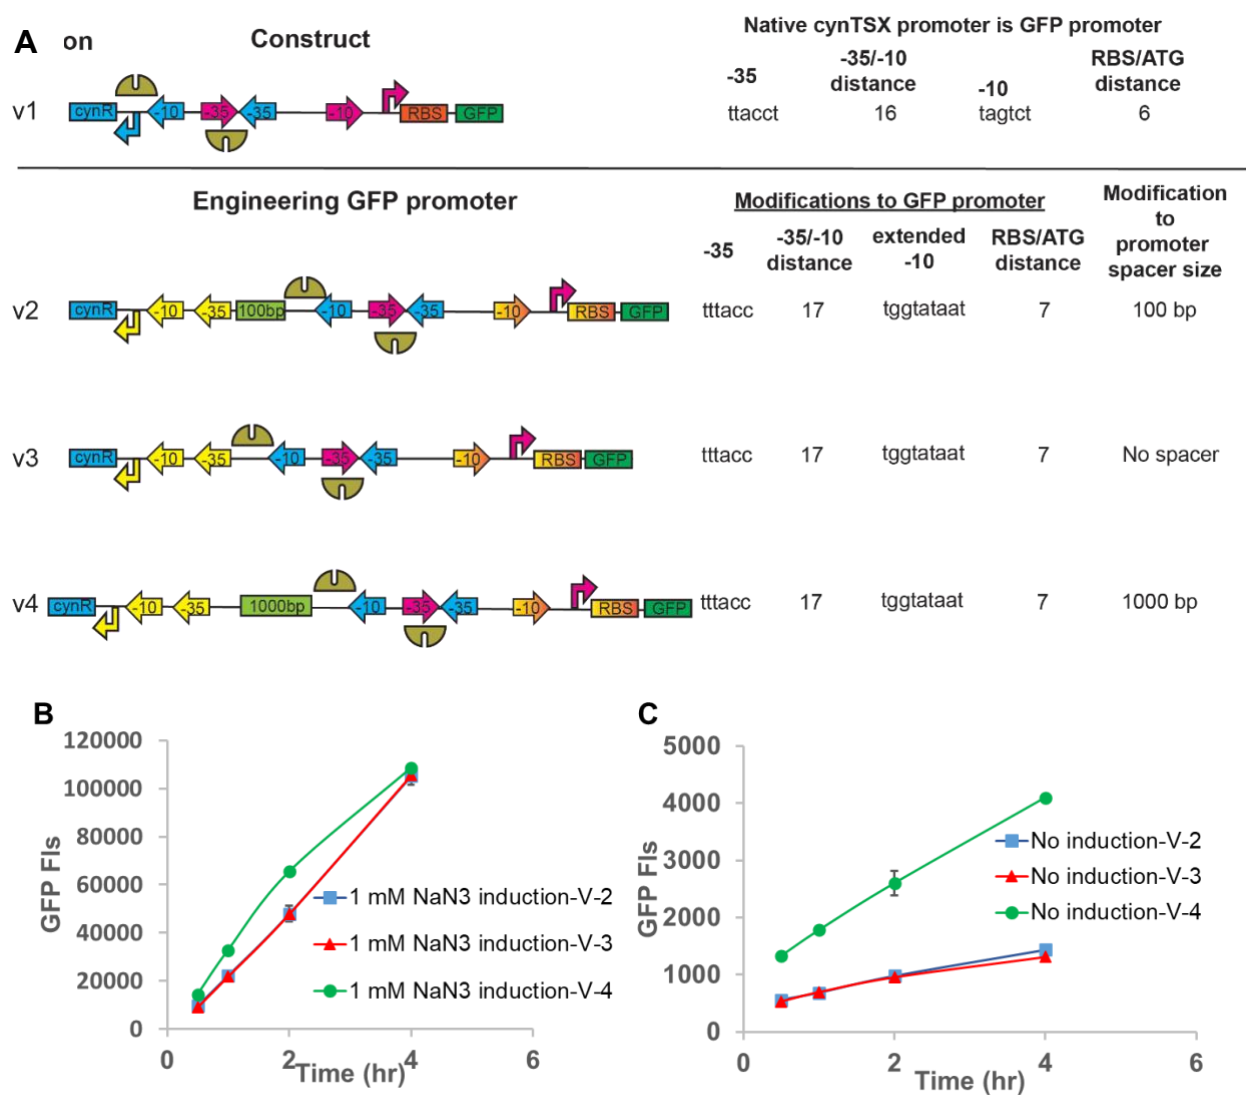 A on Construct
Native cynTSX promoter is GFP promoter
-35
-35/-10
distance
-10
RBS/ATG
distance
v1 cynR -10 -35 -35 -10 RBS GFP ttacct 16 tagtct 6
Engineering GFP promoter
Modifications to GFP promoter
-35
-35/-10
distance
extended
-10
RBS/ATG
distance
Modification
to
promoter
spacer size
v2 cynR -10 -35 100bp -10 -35 -35 -10 RBS GFP tttacc 17 tggtataat 7 100 bp
v3 cynR -10 -35 -10 -35 -35 -10 RBS GFP tttacc 17 tggtataat 7 No spacer
v4 cynR -10 -35 1000bp -10 -35 -35 -10 RBS GFP tttacc 17 tggtataat 7 1000 bp
B
GFP FIs
120000
100000
80000
60000
40000
20000
0
0 2 4 6
Time (hr)
1 mM NaN3 induction-V-2
1 mM NaN3 induction-V-3
1 mM NaN3 induction-V-4
C
GFP FIs
5000
4000
3000
2000
1000
0
0 2 4 6
Time (hr)
No induction-V-2
No induction-V-3
No induction-V-4